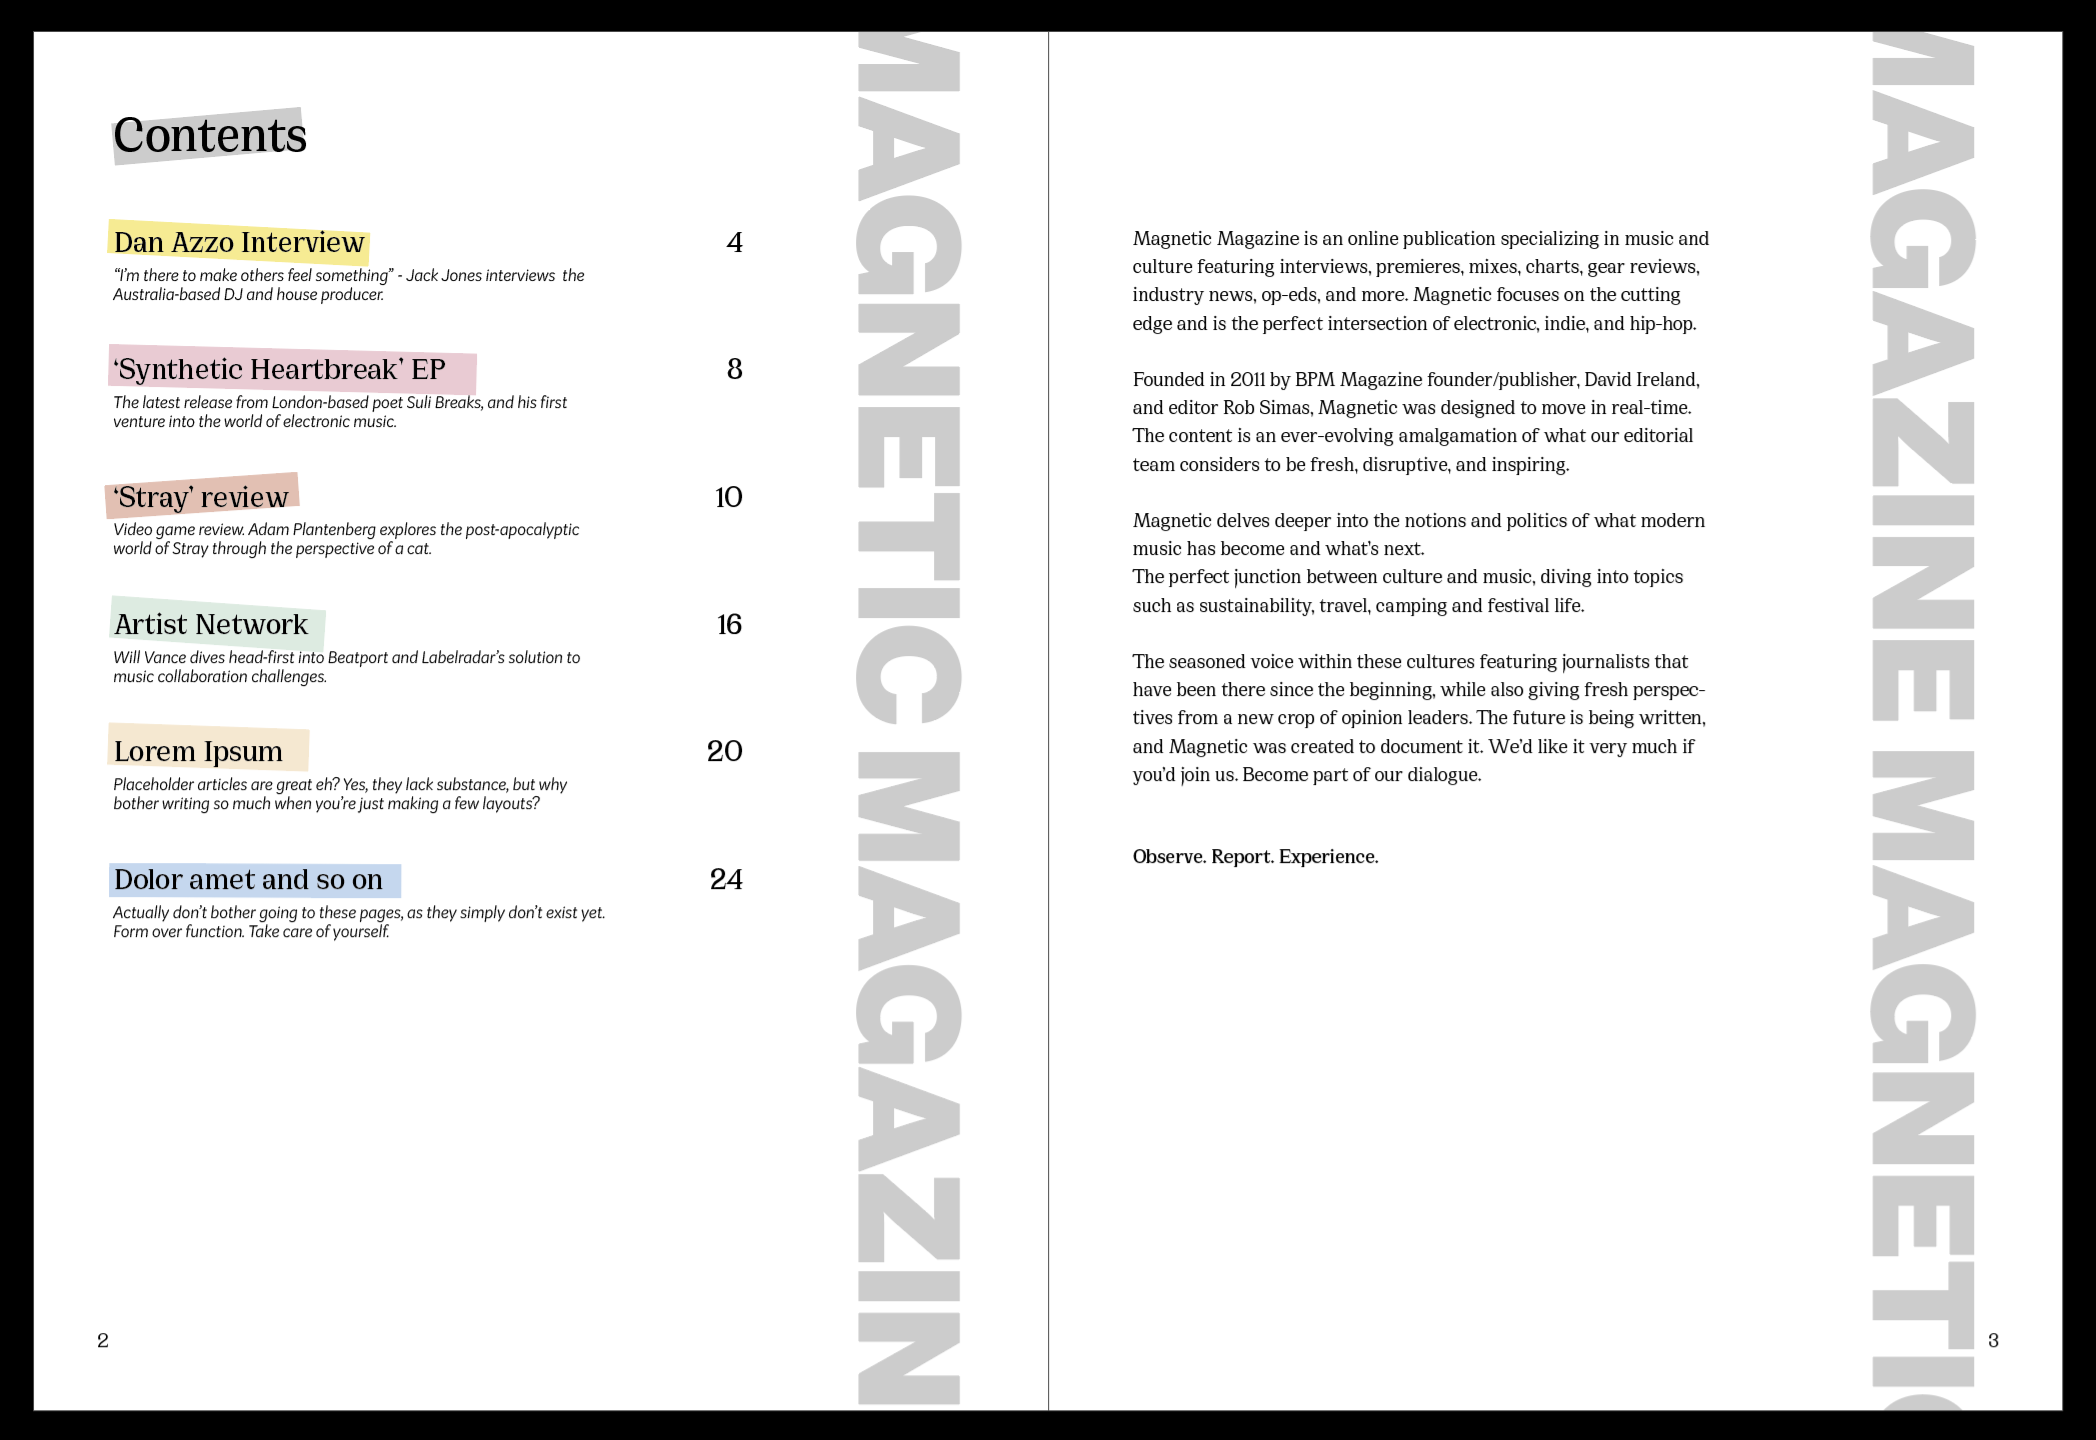 Contents
Dan Azzo Interview 4
“I’m there to make others feel something” - Jack Jones interviews  the
Australia-based DJ and house producer.
‘Synthetic Heartbreak’ EP 8
The latest release from London-based poet Suli Breaks, and his first
venture into the world of electronic music.
‘Stray’ review 10
Video game review. Adam Plantenberg explores the post-apocalyptic
world of Stray through the perspective of a cat.
Artist Network 16
Will Vance dives head-first into Beatport and Labelradar’s solution to
music collaboration challenges.
Lorem Ipsum 20
Placeholder articles are great eh? Yes, they lack substance, but why
bother writing so much when you’re just making a few layouts?
Dolor amet and so on 24
Actually don’t bother going to these pages, as they simply don’t exist yet.
Form over function. Take care of yourself.
2
MAGNETIC MAGAZIN
Magnetic Magazine is an online publication specializing in music and
culture featuring interviews, premieres, mixes, charts, gear reviews,
industry news, op-eds, and more. Magnetic focuses on the cutting
edge and is the perfect intersection of electronic, indie, and hip-hop.
Founded in 2011 by BPM Magazine founder/publisher, David Ireland,
and editor Rob Simas, Magnetic was designed to move in real-time.
The content is an ever-evolving amalgamation of what our editorial
team considers to be fresh, disruptive, and inspiring.
Magnetic delves deeper into the notions and politics of what modern
music has become and what’s next.
The perfect junction between culture and music, diving into topics
such as sustainability, travel, camping and festival life.
The seasoned voice within these cultures featuring journalists that
have been there since the beginning, while also giving fresh perspec-
tives from a new crop of opinion leaders. The future is being written,
and Magnetic was created to document it. We’d like it very much if
you’d join us. Become part of our dialogue.
Observe. Report. Experience.
MAGAZINE MAGNETIC
3